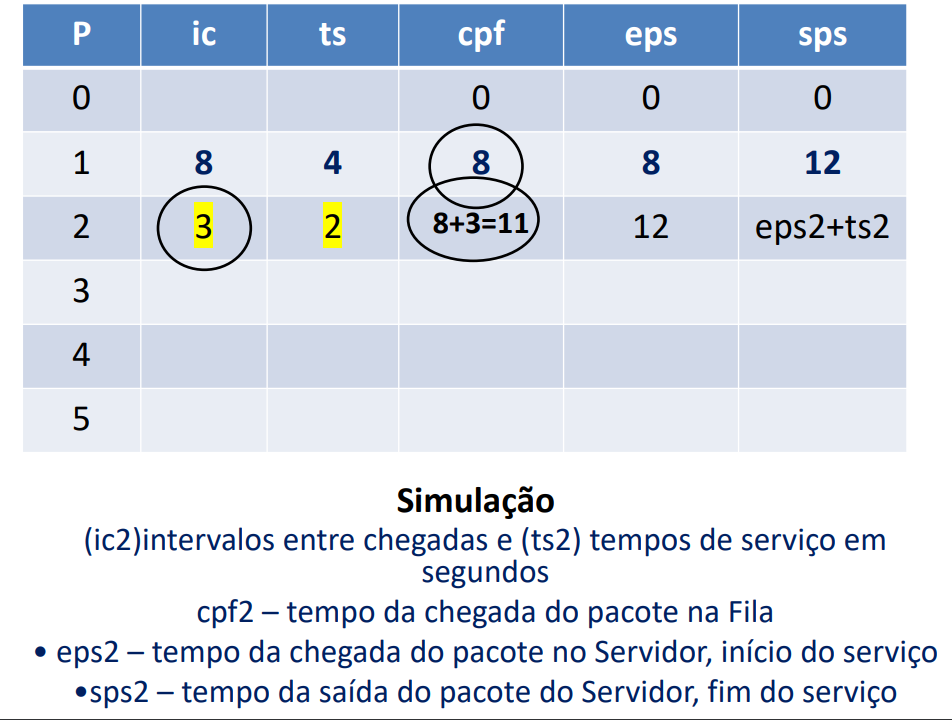 P ic ts cpf eps sps
0 0 0 0
1 8 4 8 8 12
2 3 2 8+3=11 12 eps2+ts2
3
4
5
Simulação
(ic2)intervalos entre chegadas e (ts2) tempos de serviço em
segundos
cpf2 – tempo da chegada do pacote na Fila
• eps2 – tempo da chegada do pacote no Servidor, início do serviço
•sps2 – tempo da saída do pacote do Servidor, fim do serviço